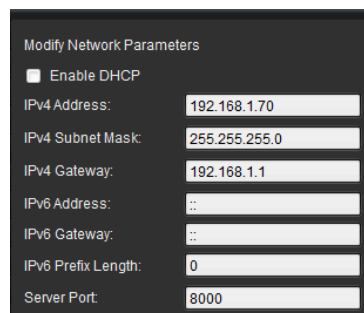 Modify Network Parameters
Enable DHCP
IPv4 Address: 192.168.1.70
IPv4 Subnet Mask: 255.255.255.0
IPv4 Gateway: 192.168.1.1
IPv6 Address: ::
IPv6 Gateway: ::
IPv6 Prefix Length: 0
Server Port: 8000